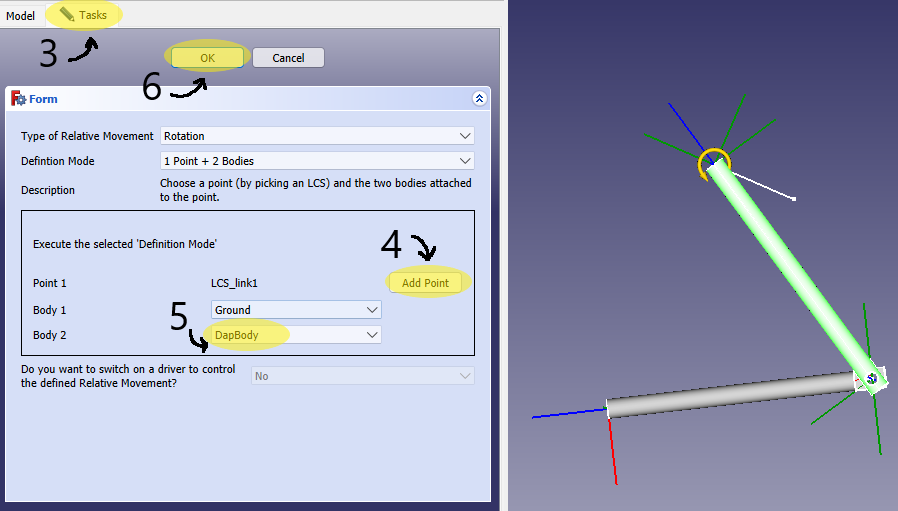 Model
Tasks
3
OK
Cancel
6
Form
Type of Relative Movement Rotation
Defintion Mode 1 Point + 2 Bodies
Description Choose a point (by picking an LCS) and the two bodies attached
to the point.
Execute the selected 'Definition Mode'
4
Point 1 LCS_link1 Add Point
Body 1 Ground
5
Body 2 DapBody
Do you want to switch on a driver to control
the defined Relative Movement? No